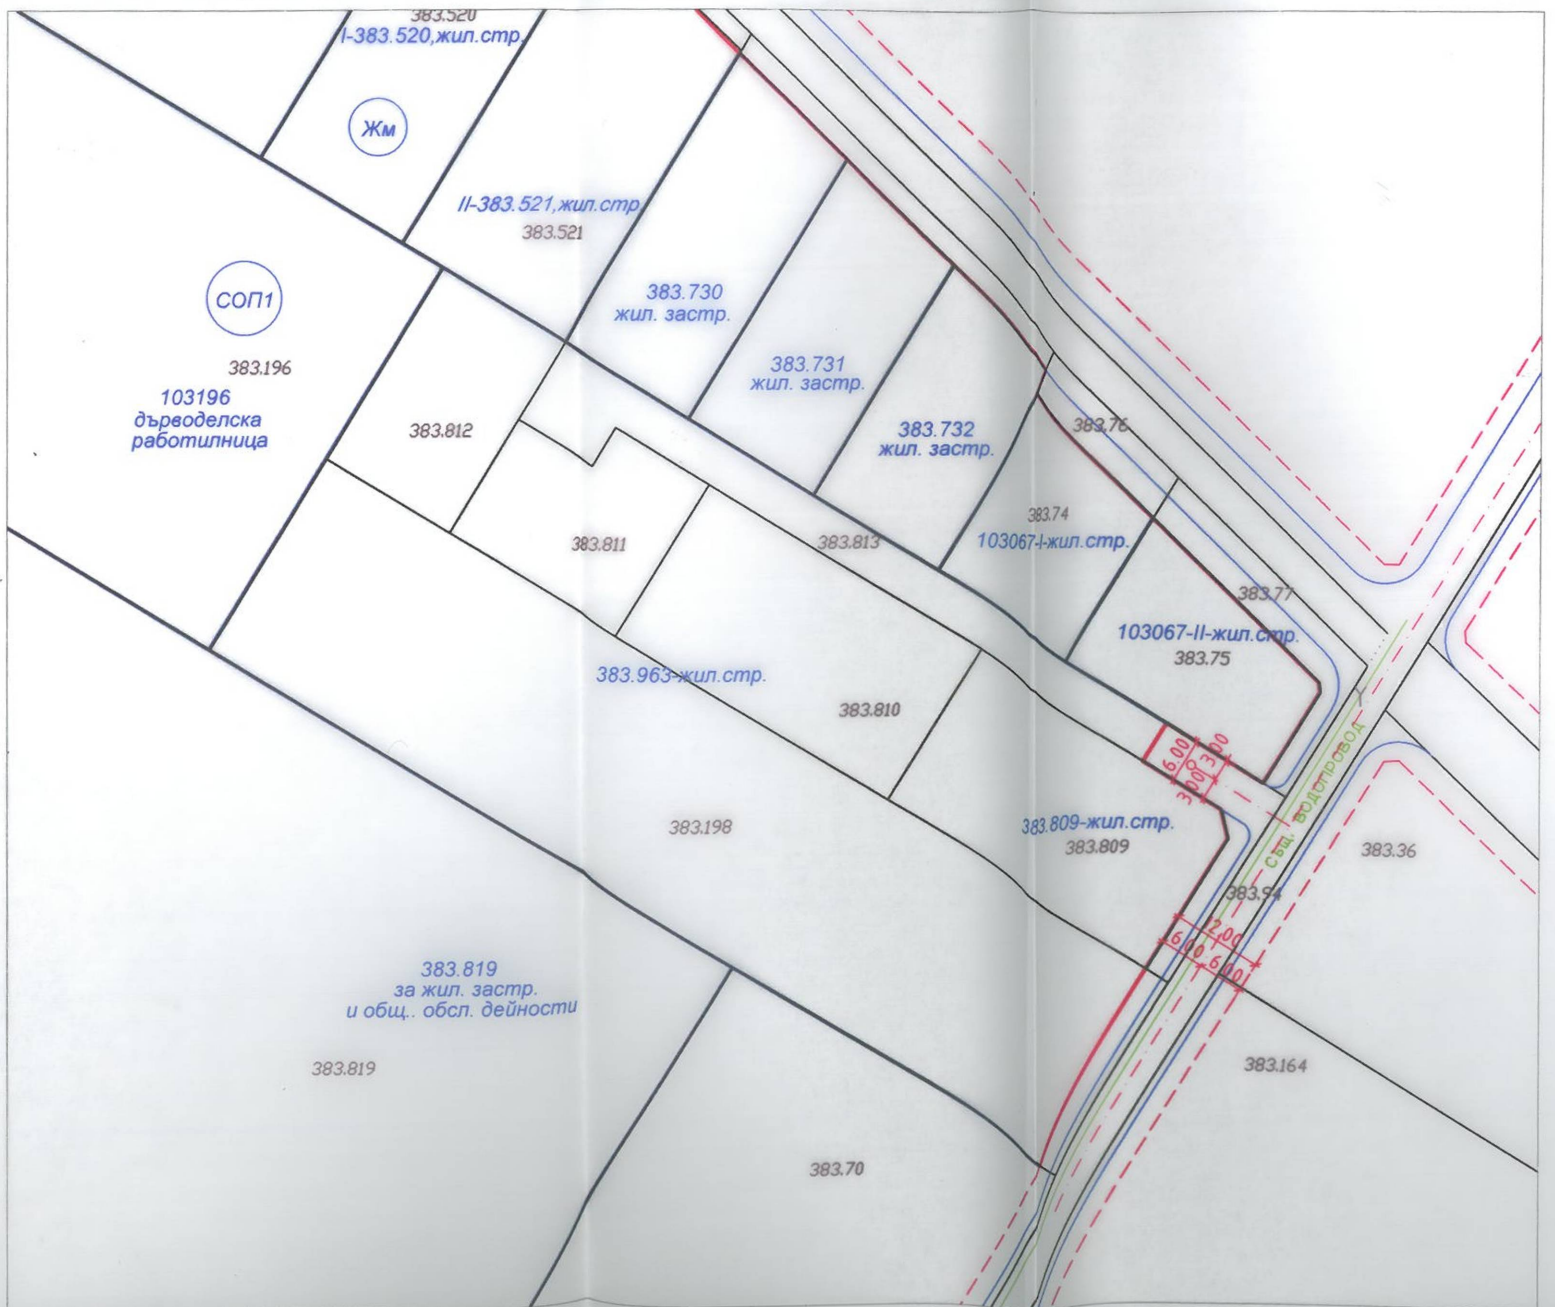 383.520
I-383.520,жил.стр.
Жм
II-383.521,жил.стр.
383.521
СОП1
383.196
103196
дърводелска
работилница
383.730
жил. застр.
383.731
жил. застр.
383.732
жил. застр.
383.812
383.76
383.811
383.813
383.74
103067-I-жил.стр.
383.77
103067-II-жил.стр.
383.75
383.963-жил.стр.
383.810
6.00
3.00
3.00
Същ. ВОДОПРОВОД
383.198
383.809-жил.стр.
383.809
383.36
383.94
12.00
6.00
6.00
383.819
за жил. застр.
и общ.. обсл. дейности
383.819
383.164
383.70